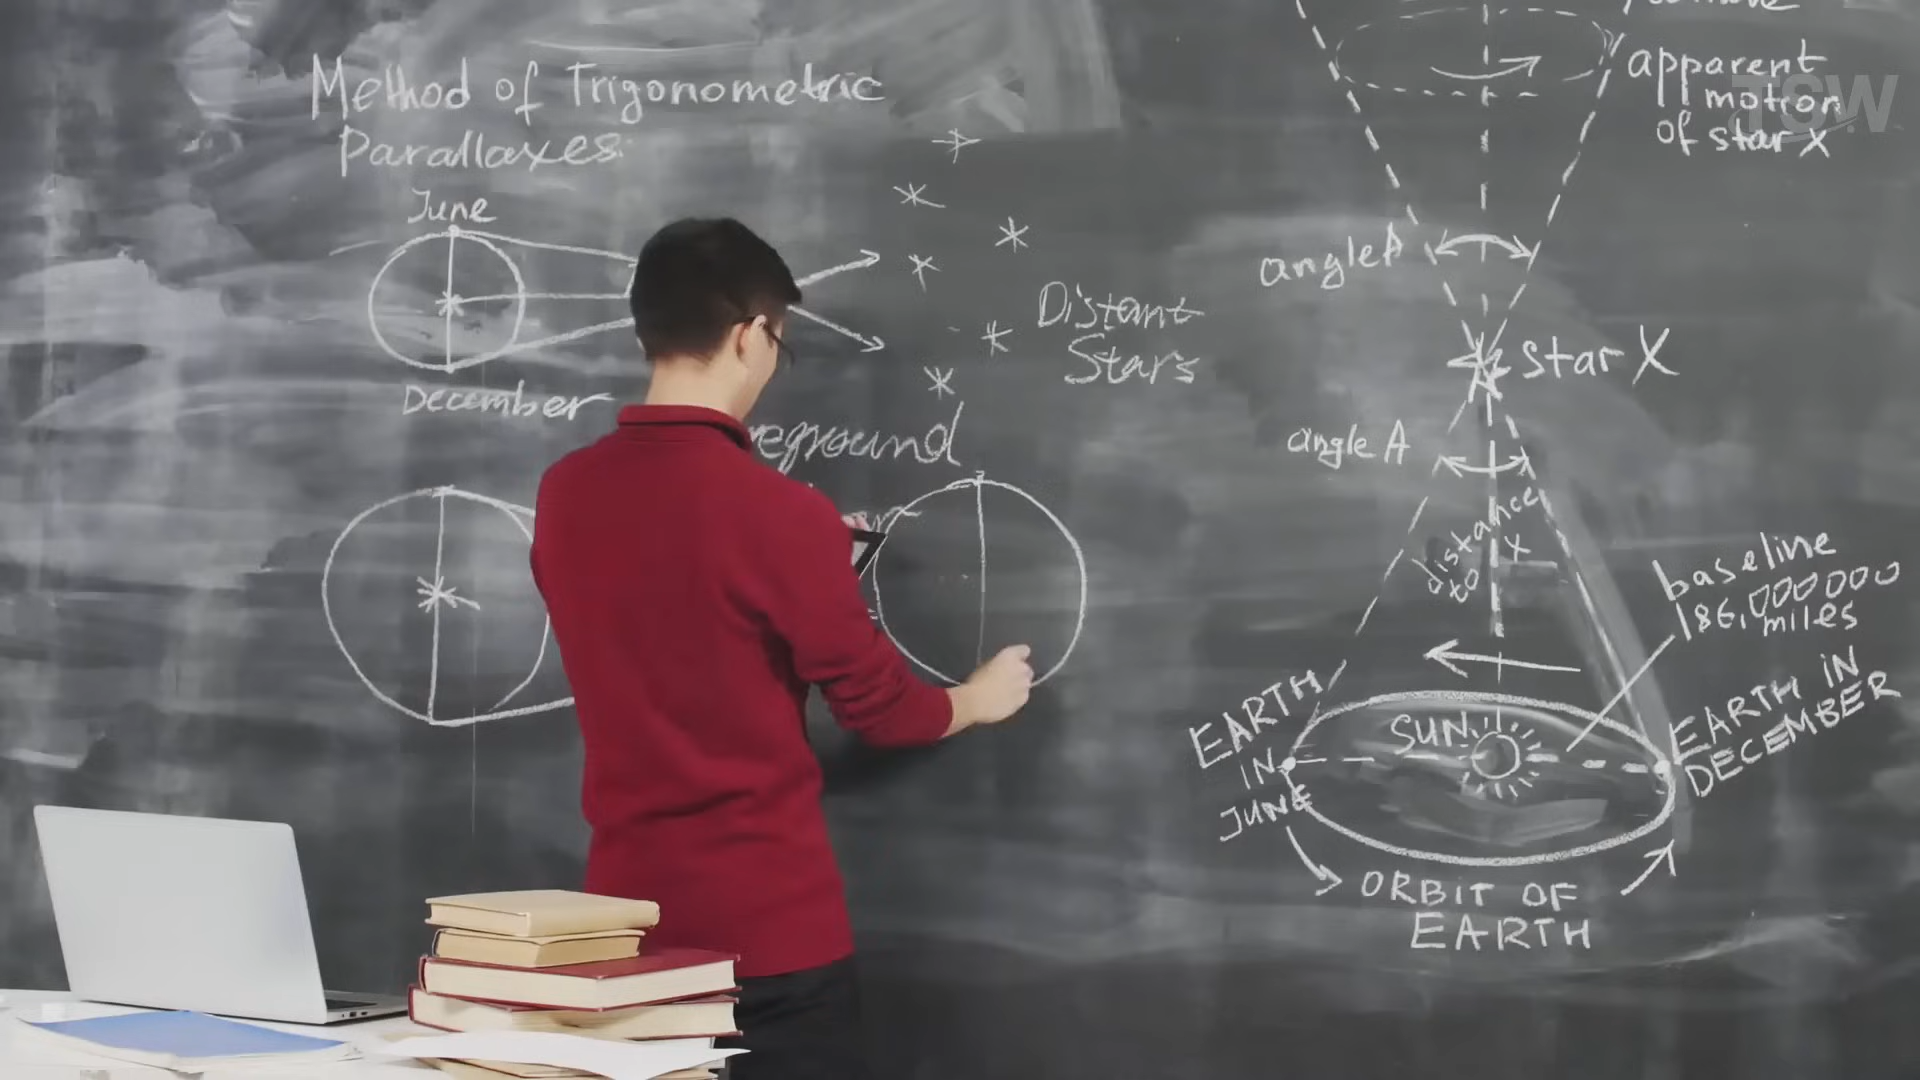 Method of Trigonometric
Parallaxes:
June
December
Distant
Stars
apparent
motion
of star X
TSW
angle A
star X
angle A
distance
to X
baseline
186,000000
miles
EARTH
IN
JUNE
SUN
EARTH IN
DECEMBER
ORBIT OF
EARTH